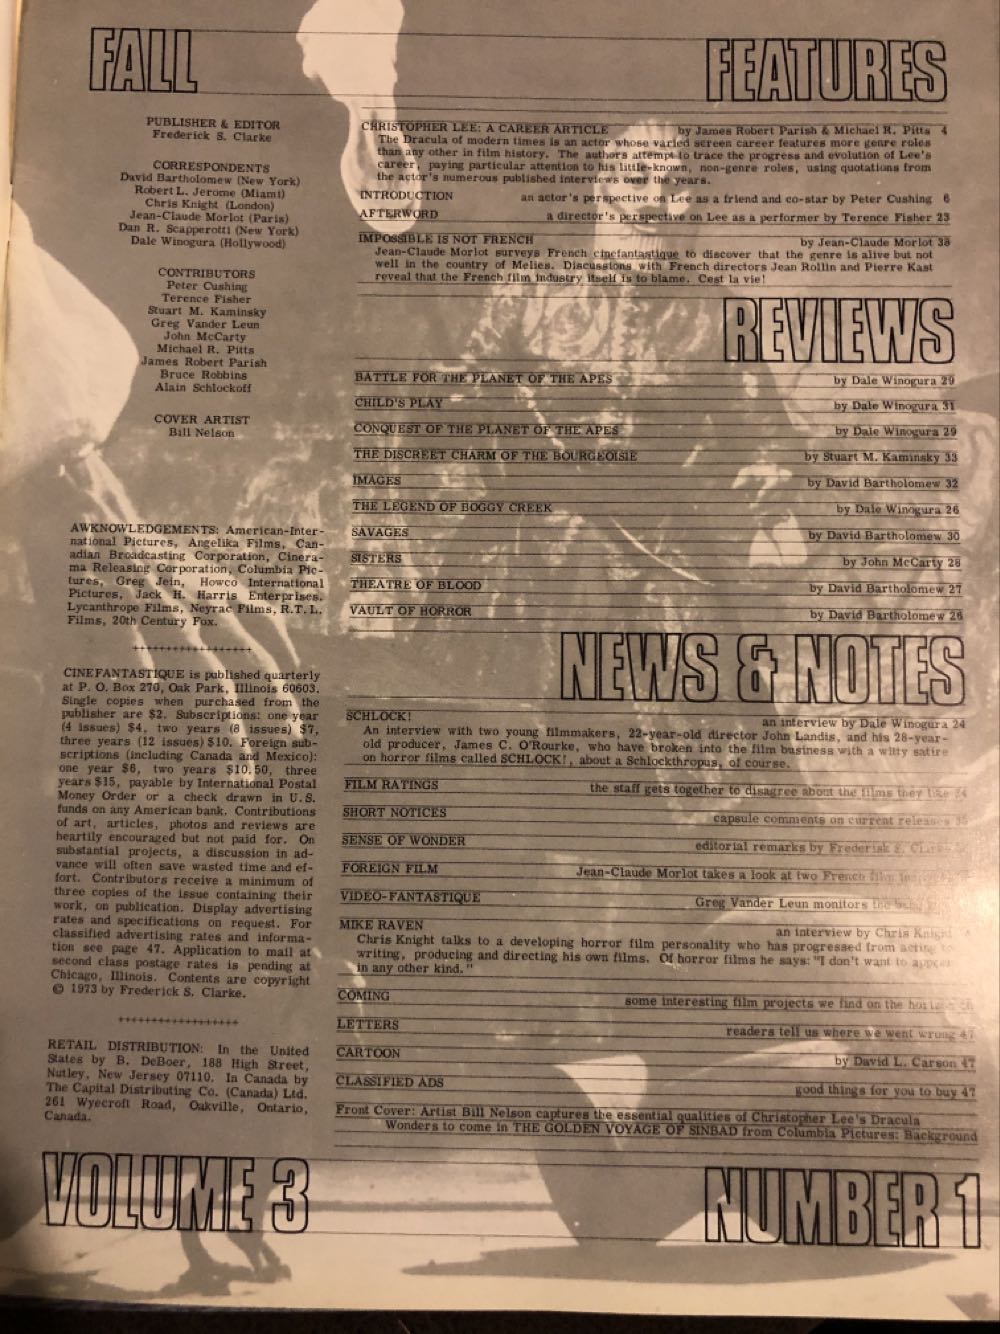 FALL
PUBLISHER & EDITOR
Frederick S. Clarke
CORRESPONDENTS
David Bartholomew (New York)
Robert L. Jerome (Miami)
Chris Knight (London)
Jean-Claude Morlot (Paris)
Dan R. Scapperotti (New York)
Dale Winogura (Hollywood)
CONTRIBUTORS
Peter Cushing
Terence Fisher
Stuart M. Kaminsky
Greg Vander Leun
John McCarty
Michael R. Pitts
James Robert Parish
Bruce Robbins
Alain Schlockoff
COVER ARTIST
Bill Nelson
AWKNOWLEDGEMENTS: American-Inter-
national Pictures, Angelika Films, Can-
adian Broadcasting Corporation, Cinera-
ma Releasing Corporation, Columbia Pic-
tures, Greg Jein, Howco International
Pictures, Jack H. Harris Enterprises,
Lycanthrope Films, Neyrac Films, R.T.L.
Films, 20th Century Fox.
++++++++++++++++++
CINEFANTASTIQUE is published quarterly
at P. O. Box 270, Oak Park, Illinois 60603.
Single copies when purchased from the
publisher are $2. Subscriptions: one year
(4 issues) $4, two years (8 issues) $7,
three years (12 issues) $10. Foreign sub-
scriptions (including Canada and Mexico):
one year $6, two years $10.50, three
years $15, payable by International Postal
Money Order or a check drawn in U.S.
funds on any American bank. Contributions
of art, articles, photos and reviews are
heartily encouraged but not paid for. On
substantial projects, a discussion in ad-
vance will often save wasted time and ef-
fort. Contributors receive a minimum of
three copies of the issue containing their
work, on publication. Display advertising
rates and specifications on request. For
classified advertising rates and informa-
tion see page 47. Application to mail at
second class postage rates is pending at
Chicago, Illinois. Contents are copyright
© 1973 by Frederick S. Clarke.
++++++++++++++++++
RETAIL DISTRIBUTION: In the United
States by B. DeBoer, 188 High Street,
Nutley, New Jersey 07110. In Canada by
The Capital Distributing Co. (Canada) Ltd.
261 Wyecroft Road, Oakville, Ontario,
Canada.
FEATURES
CHRISTOPHER LEE: A CAREER ARTICLE by James Robert Parish & Michael R. Pitts 4
The Dracula of modern times is an actor whose varied screen career features more genre roles
than any other in film history. The authors attempt to trace the progress and evolution of Lee's
career, paying particular attention to his little-known, non-genre roles, using quotations from
the actor's numerous published interviews over the years.
INTRODUCTION an actor's perspective on Lee as a friend and co-star by Peter Cushing 6
AFTERWORD a director's perspective on Lee as a performer by Terence Fisher 23
IMPOSSIBLE IS NOT FRENCH by Jean-Claude Morlot 38
Jean-Claude Morlot surveys French cinefantastique to discover that the genre is alive but not
well in the country of Melies. Discussions with French directors Jean Rollin and Pierre Kast
reveal that the French film industry itself is to blame. Cest la vie!
REVIEWS
BATTLE FOR THE PLANET OF THE APES by Dale Winogura 29
CHILD'S PLAY by Dale Winogura 31
CONQUEST OF THE PLANET OF THE APES by Dale Winogura 29
THE DISCREET CHARM OF THE BOURGEOISIE by Stuart M. Kaminsky 33
IMAGES by David Bartholomew 32
THE LEGEND OF BOGGY CREEK by Dale Winogura 26
SAVAGES by David Bartholomew 30
SISTERS by John McCarty 28
THEATRE OF BLOOD by David Bartholomew 27
VAULT OF HORROR by David Bartholomew 26
NEWS & NOTES
SCHLOCK! an interview by Dale Winogura 24
An interview with two young filmmakers, 22-year-old director John Landis, and his 28-year-
old producer, James C. O'Rourke, who have broken into the film business with a witty satire
on horror films called SCHLOCK!, about a Schlockthropus, of course.
FILM RATINGS the staff gets together to disagree about the films they like
SHORT NOTICES capsule comments on current releases
SENSE OF WONDER editorial remarks by Frederick S. Clarke
FOREIGN FILM Jean-Claude Morlot takes a look at two French film
VIDEO-FANTASTIQUE Greg Vander Leun monitors the
MIKE RAVEN an interview by Chris Knight
Chris Knight talks to a developing horror film personality who has progressed from acting to
writing, producing and directing his own films. Of horror films he says: "I don't want to appear
in any other kind."
COMING some interesting film projects we find on the horizon
LETTERS readers tell us where we went wrong 47
CARTOON by David L. Carson 47
CLASSIFIED ADS good things for you to buy 47
Front Cover: Artist Bill Nelson captures the essential qualities of Christopher Lee's Dracula
Wonders to come in THE GOLDEN VOYAGE OF SINBAD from Columbia Pictures: Background
VOLUME 3
NUMBER 1